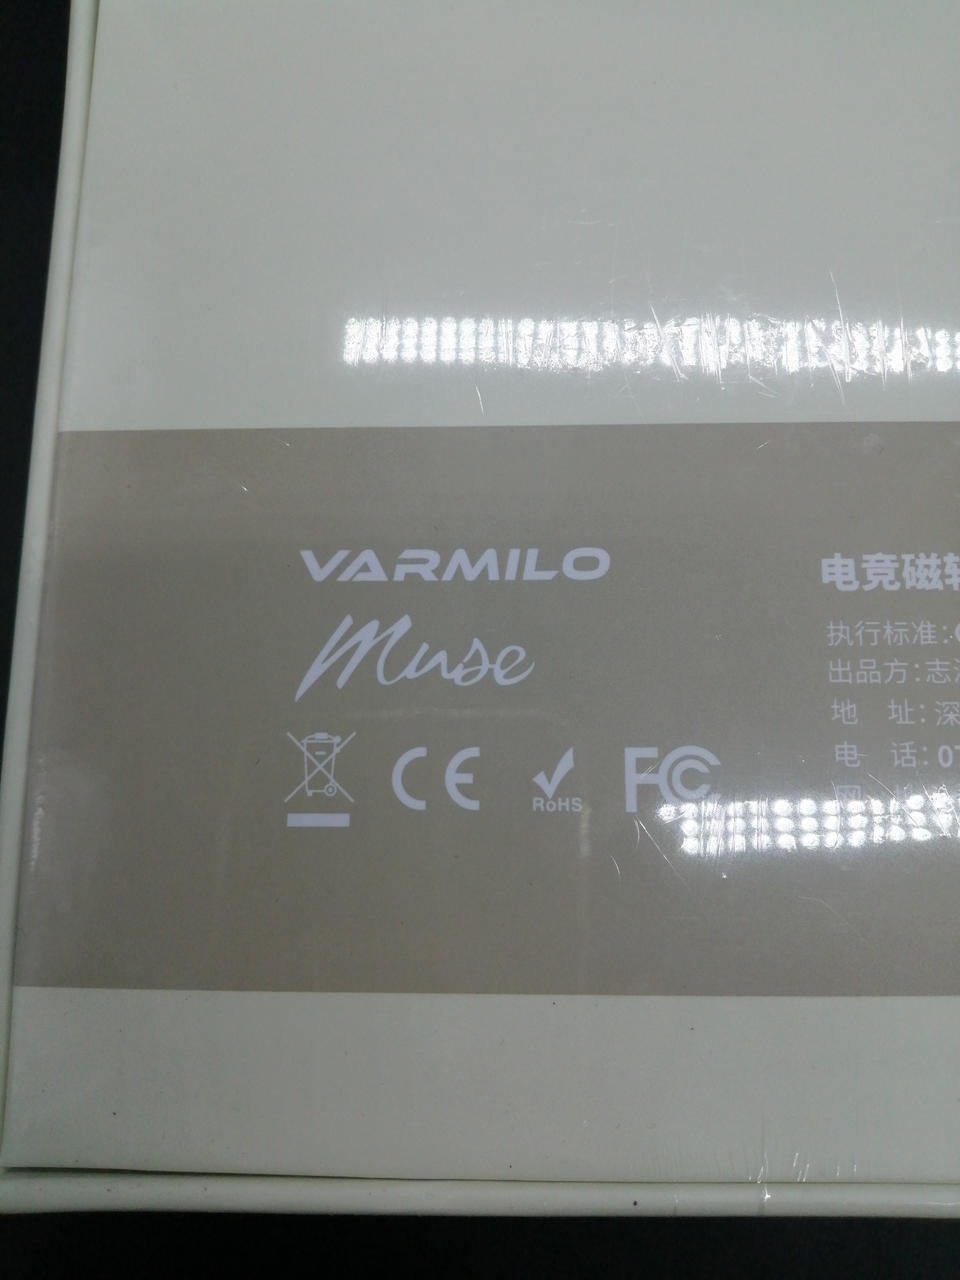 VARMILO
Muse
CE
RoHS
FC
电竞磁轴
执行标准:
出品方:志
地 址:深
电 话:07
网